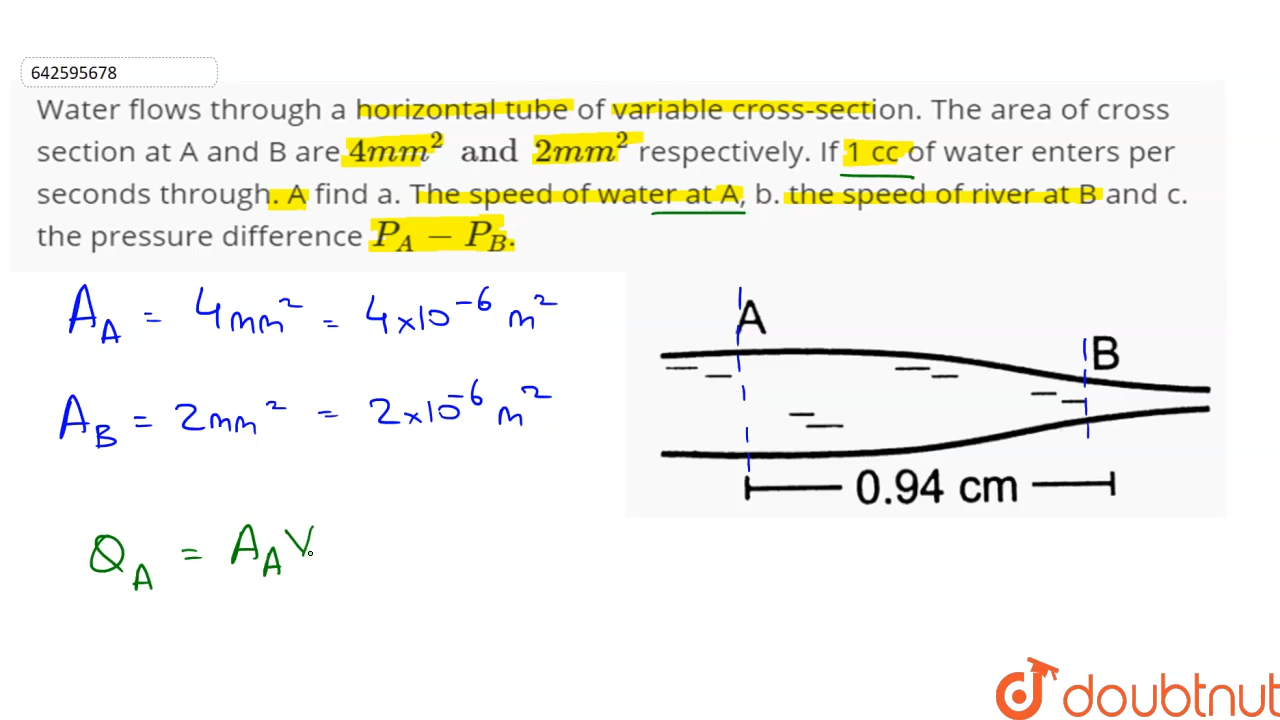 642595678
Water flows through a horizontal tube of variable cross-section. The area of cross
section at A and B are 4mm² and 2mm² respectively. If 1 cc of water enters per
seconds through. A find a. The speed of water at A, b. the speed of river at B and c.
the pressure difference P_A − P_B.
A_A = 4mm² = 4×10⁻⁶ m²
A_B = 2mm² = 2×10⁻⁶ m²
Q_A = A_A V
A
B
0.94 cm
doubtnut